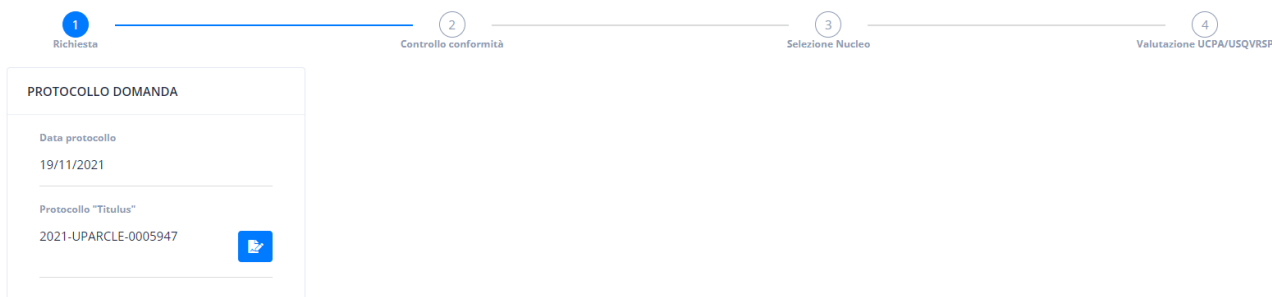 1
2
3
4
Richiesta
Controllo conformità
Selezione Nucleo
Valutazione UCPA/USQVRSP
PROTOCOLLO DOMANDA
Data protocollo
19/11/2021
Protocollo "Titulus"
2021-UPARCLE-0005947